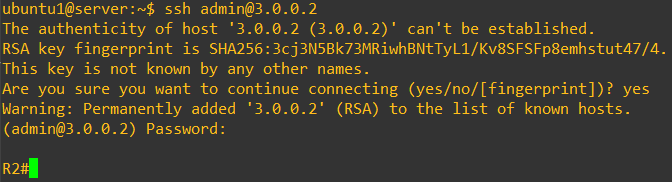 ubuntu1@server:~$ ssh admin@3.0.0.2
The authenticity of host '3.0.0.2 (3.0.0.2)' can't be established.
RSA key fingerprint is SHA256:3cj3N5Bk73MRiwhBNtTyL1/Kv8SFSFp8emhstut47/4.
This key is not known by any other names.
Are you sure you want to continue connecting (yes/no/[fingerprint])? yes
Warning: Permanently added '3.0.0.2' (RSA) to the list of known hosts.
(admin@3.0.0.2) Password:
R2#